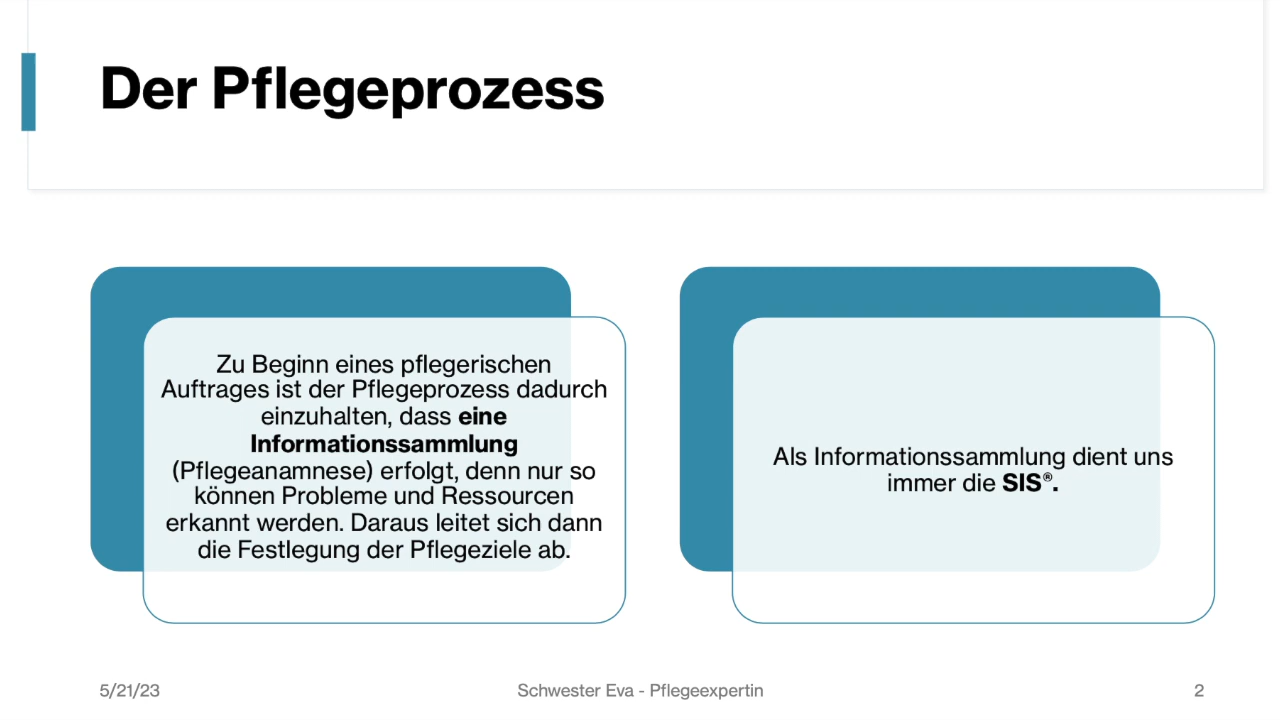 Der Pflegeprozess
Zu Beginn eines pflegerischen
Auftrages ist der Pflegeprozess dadurch
einzuhalten, dass eine
Informationssammlung
(Pflegeanamnese) erfolgt, denn nur so
können Probleme und Ressourcen
erkannt werden. Daraus leitet sich dann
die Festlegung der Pflegeziele ab.
Als Informationssammlung dient uns
immer die SIS®.
5/21/23
Schwester Eva - Pflegeexpertin
2